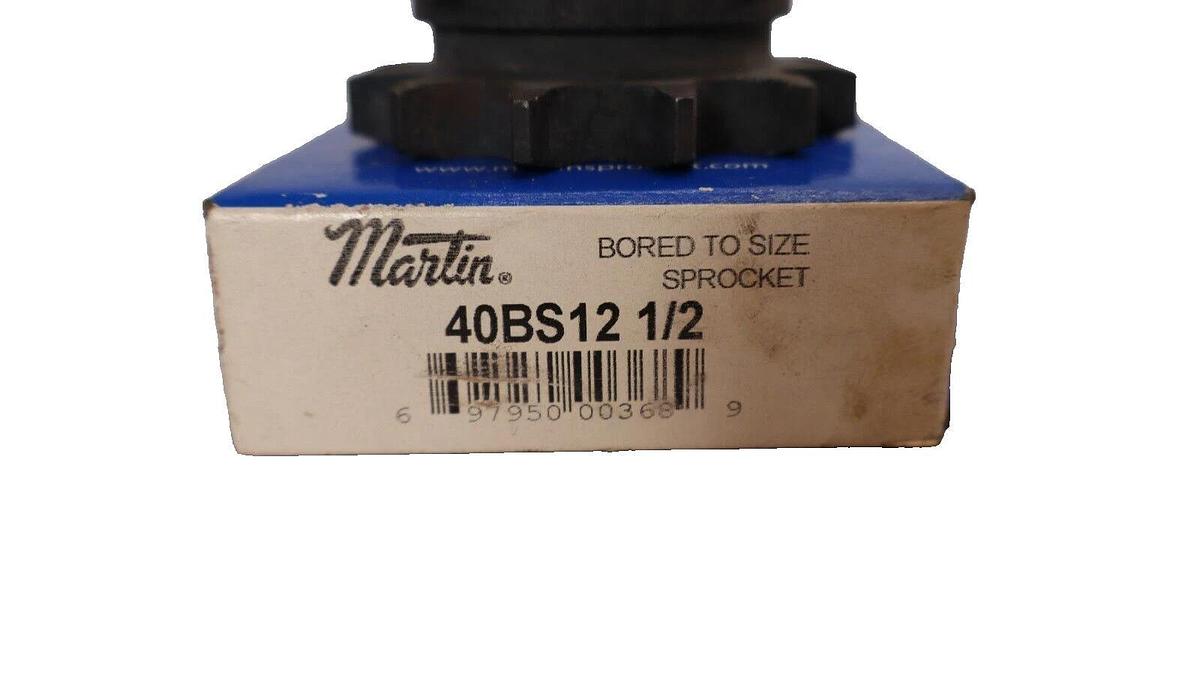 Martin®
BORED TO SIZE
SPROCKET
40BS12 1/2
6 97950 00368 9